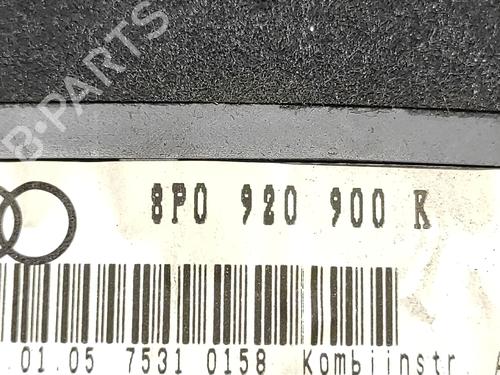 B-PARTS
8P0 920 900 K
.01.05 7531 0158 Kombiinstr. A